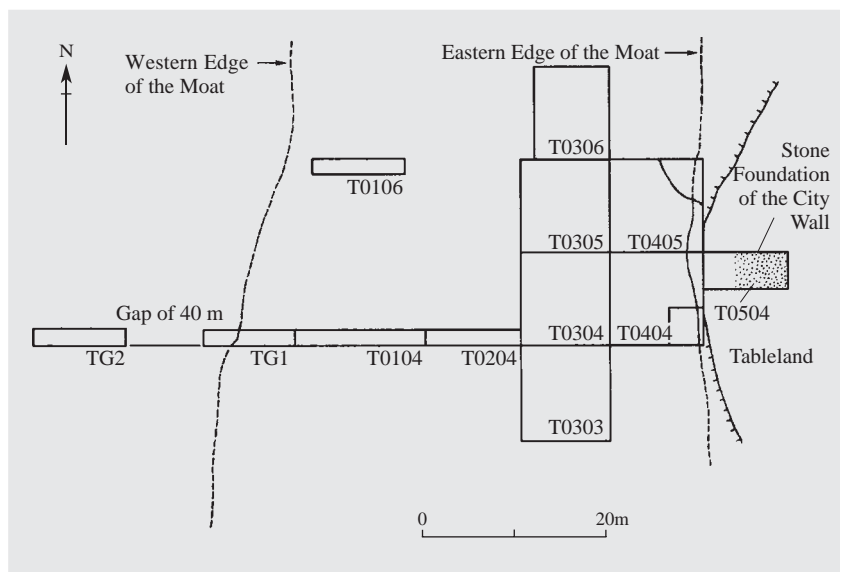 N
Western Edge
of the Moat
Eastern Edge of the Moat
Stone
Foundation
of the City
Wall
T0306
T0106
T0305
T0405
T0504
Gap of 40 m
T0304
T0404
TG2
TG1
T0104
T0204
Tableland
T0303
0
20m